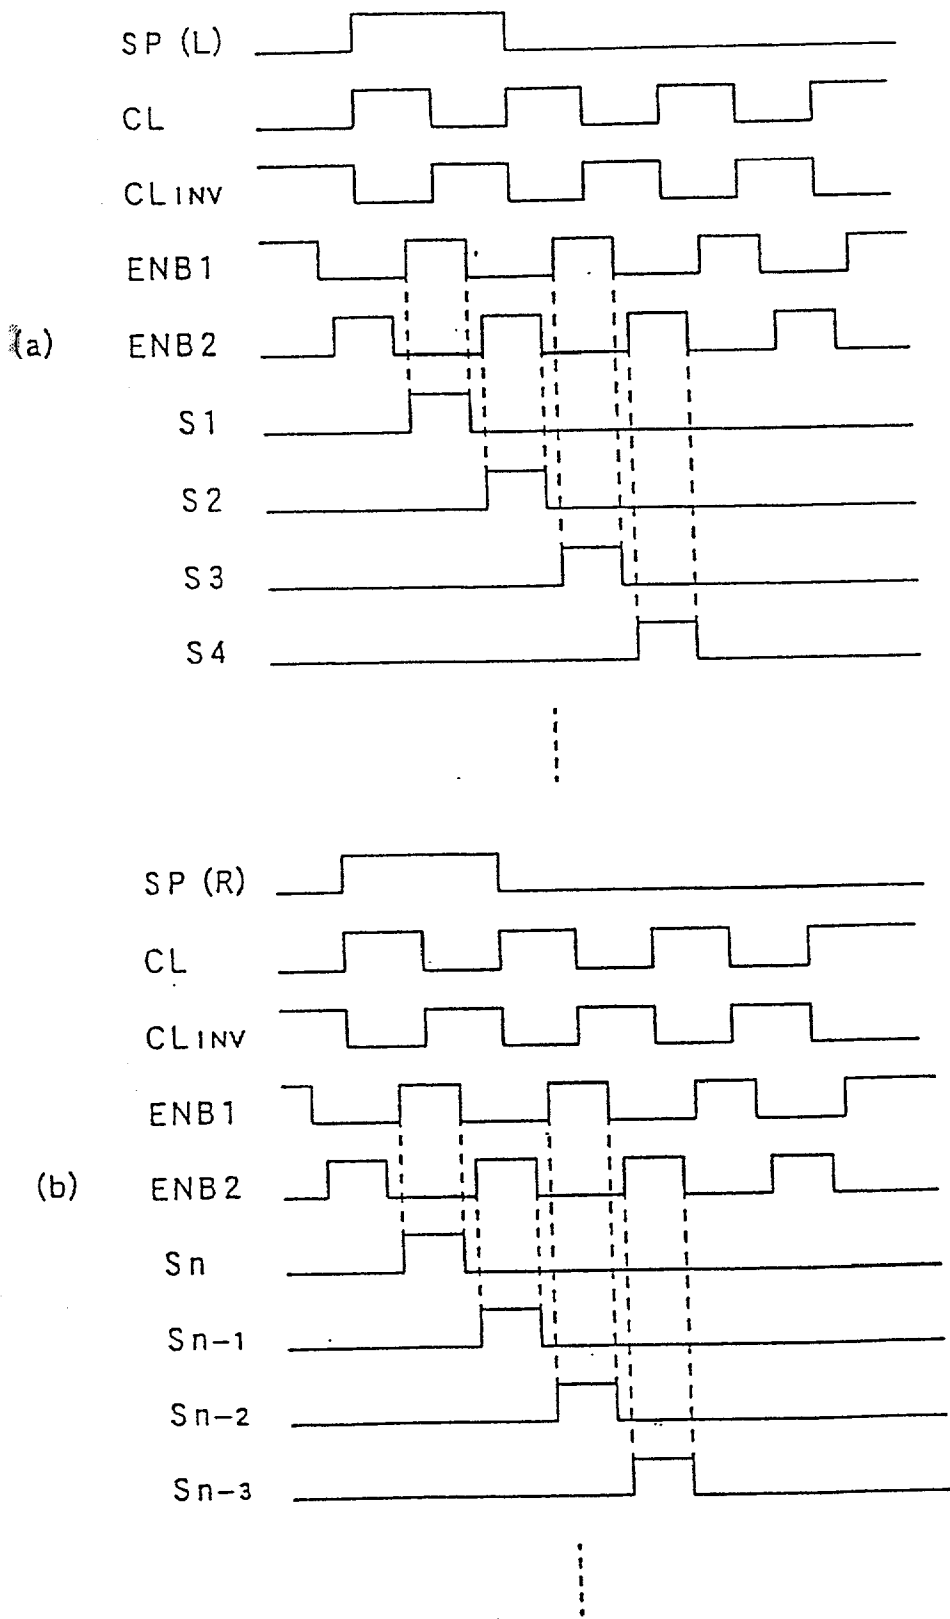 SP (L)
CL
CLINV
ENB1
(a) ENB2
S1
S2
S3
S4
SP (R)
CL
CLINV
ENB1
(b) ENB2
Sn
Sn-1
Sn-2
Sn-3